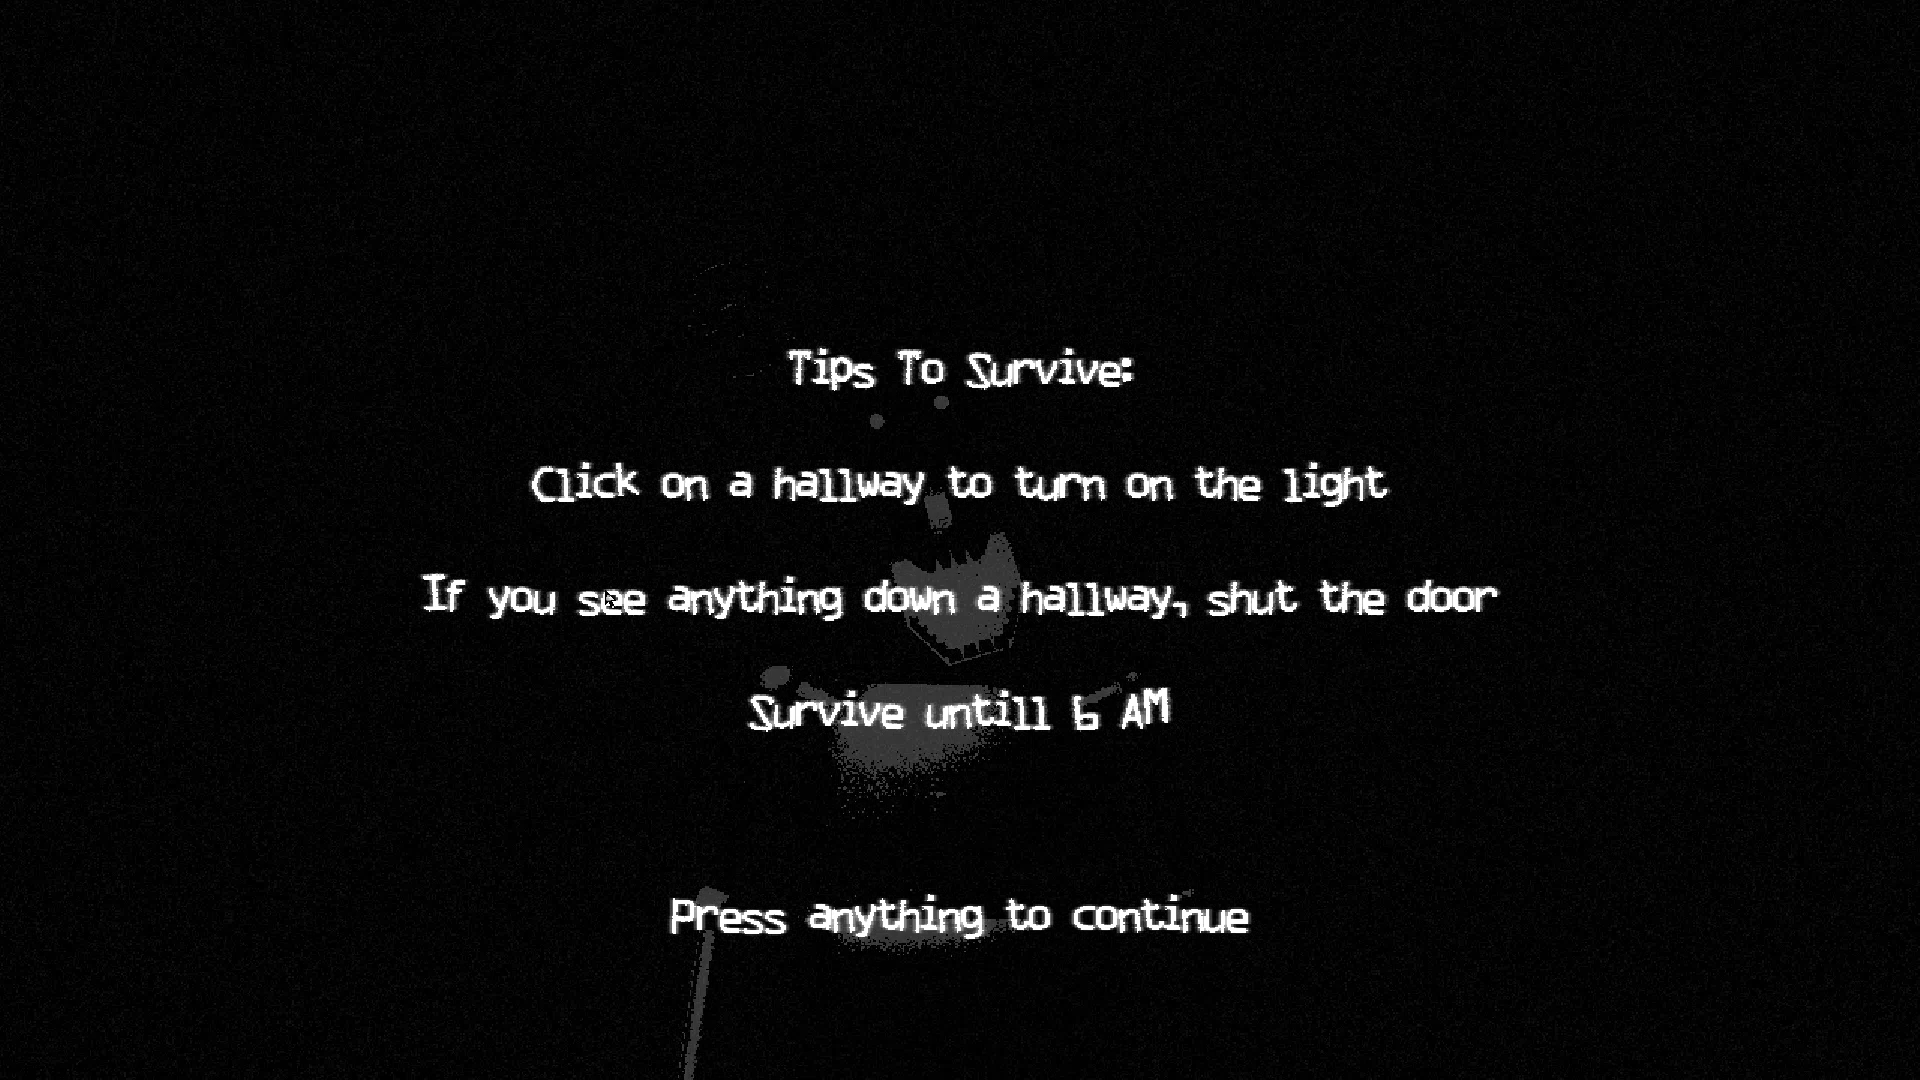 Tips To Survive:
Click on a hallway to turn on the light
If you see anything down a hallway, shut the door
Survive untill 6 AM
Press anything to continue